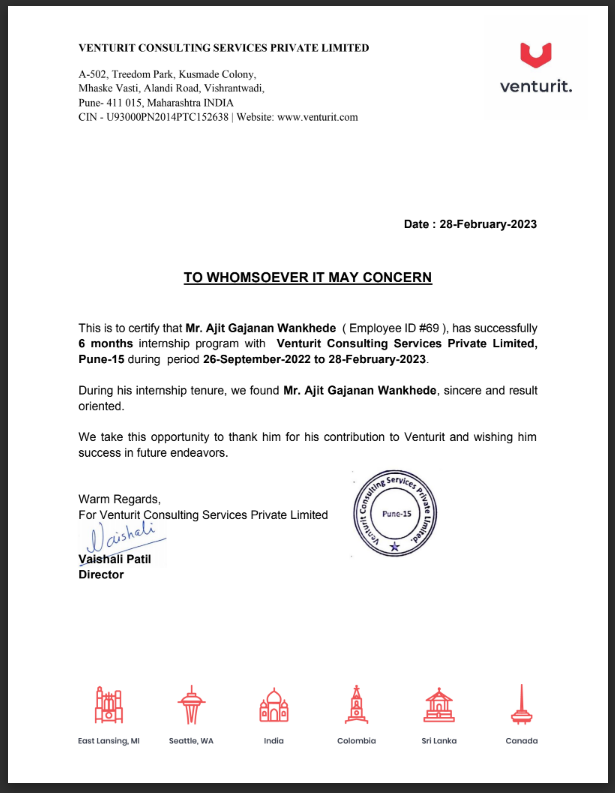 VENTURIT CONSULTING SERVICES PRIVATE LIMITED
A-502, Treedom Park, Kusmade Colony,
Mhaske Vasti, Alandi Road, Vishrantwadi,
Pune- 411 015, Maharashtra INDIA
CIN - U93000PN2014PTC152638 | Website: www.venturit.com
venturit.
Date : 28-February-2023
TO WHOMSOEVER IT MAY CONCERN
This is to certify that Mr. Ajit Gajanan Wankhede ( Employee ID #69 ), has successfully
6 months internship program with Venturit Consulting Services Private Limited,
Pune-15 during period 26-September-2022 to 28-February-2023.
During his internship tenure, we found Mr. Ajit Gajanan Wankhede, sincere and result
oriented.
We take this opportunity to thank him for his contribution to Venturit and wishing him
success in future endeavors.
Warm Regards,
For Venturit Consulting Services Private Limited
Vaishali
Vaishali Patil
Director
Venturit Consulting Services Private Limited.
Pune-15
East Lansing, MI
Seattle, WA
India
Colombia
Sri Lanka
Canada